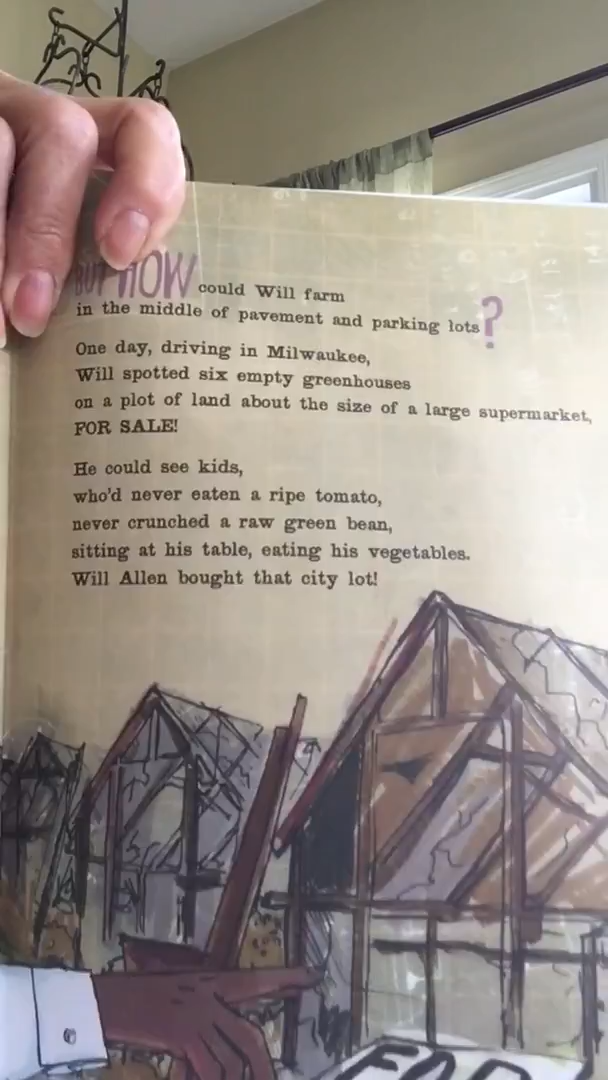 BUT HOW could Will farm
in the middle of pavement and parking lots?
One day, driving in Milwaukee,
Will spotted six empty greenhouses
on a plot of land about the size of a large supermarket,
FOR SALE!
He could see kids,
who'd never eaten a ripe tomato,
never crunched a raw green bean,
sitting at his table, eating his vegetables.
Will Allen bought that city lot!
FOR